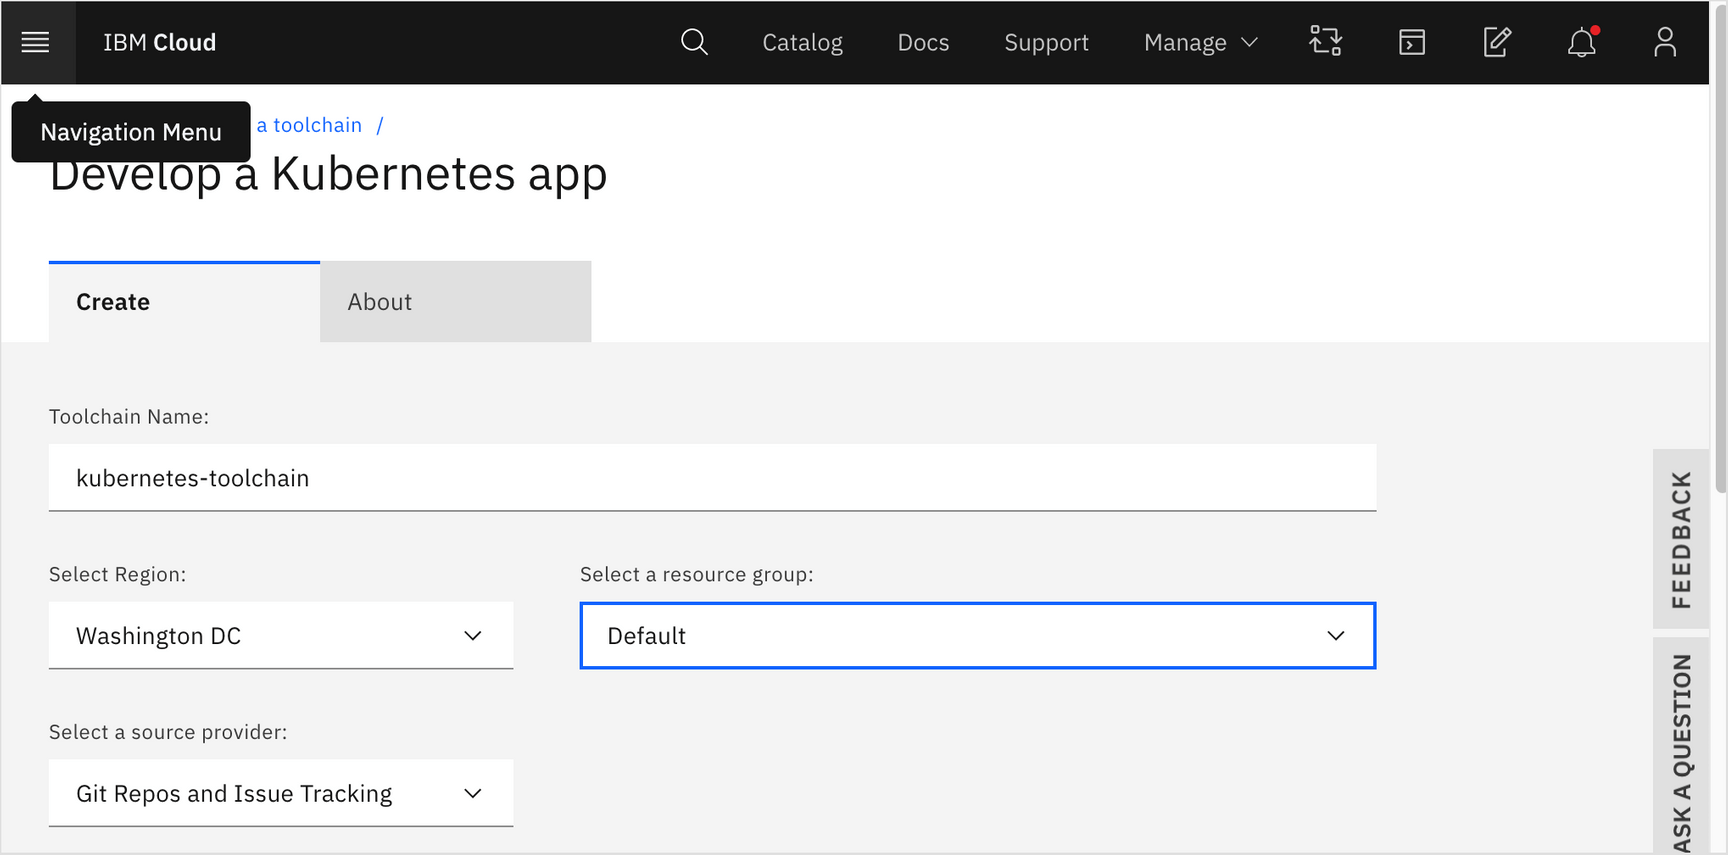 IBM Cloud
Catalog
Docs
Support
Manage
Navigation Menu
a toolchain /
Develop a Kubernetes app
Create
About
Toolchain Name:
kubernetes-toolchain
Select Region:
Select a resource group:
Washington DC
Default
Select a source provider:
Git Repos and Issue Tracking
FEEDBACK
ASK A QUESTION